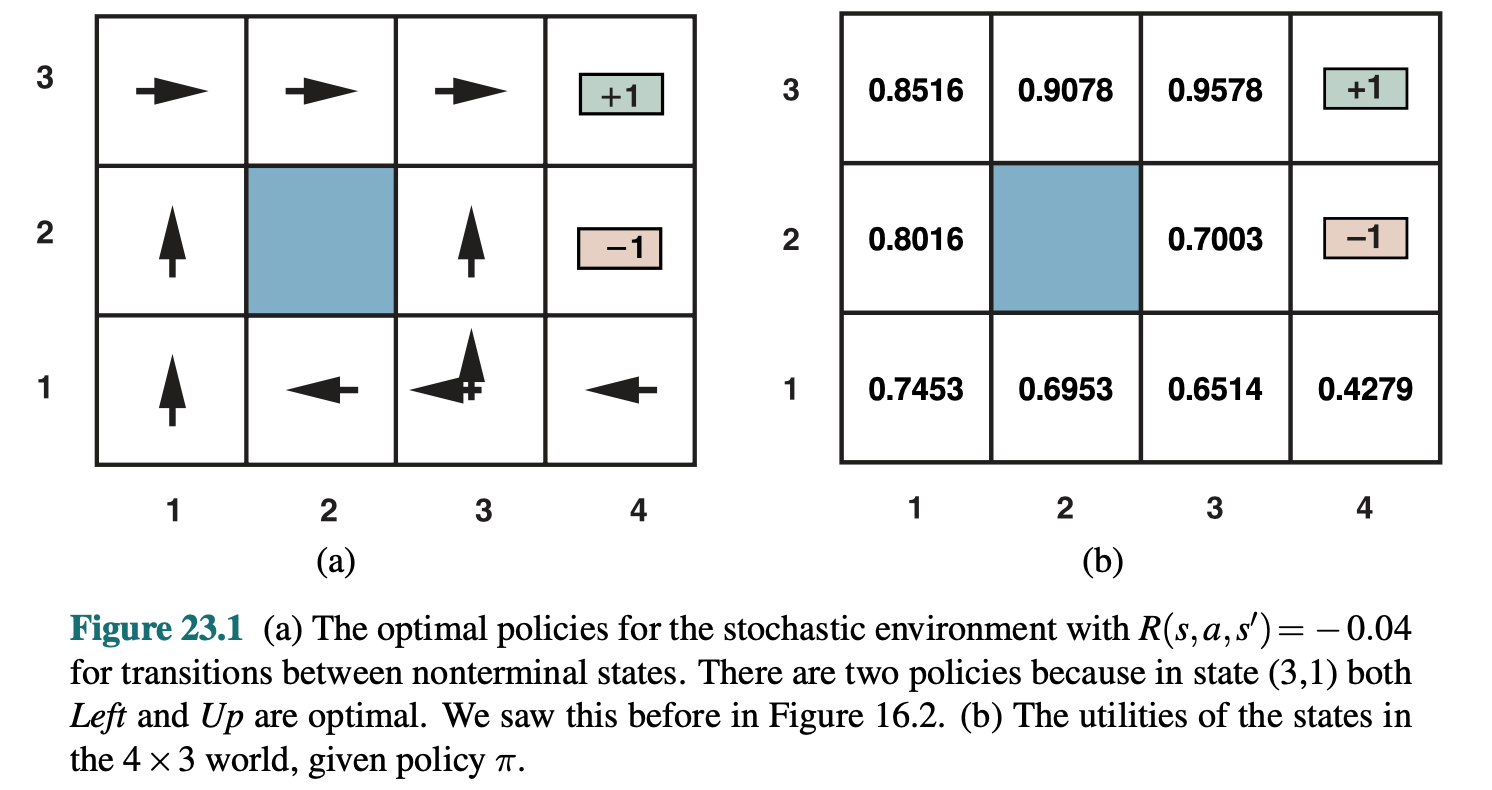 3 +1
2 −1
1
1 2 3 4
(a)
3 0.8516 0.9078 0.9578 +1
2 0.8016 0.7003 −1
1 0.7453 0.6953 0.6514 0.4279
1 2 3 4
(b)
Figure 23.1 (a) The optimal policies for the stochastic environment with R(s,a,s′) = −0.04
for transitions between nonterminal states. There are two policies because in state (3,1) both
Left and Up are optimal. We saw this before in Figure 16.2. (b) The utilities of the states in
the 4 × 3 world, given policy π.